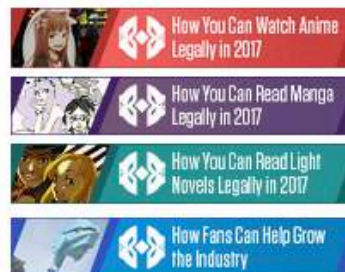 How You Can Watch Anime
Legally in 2017
How You Can Read Manga
Legally in 2017
How You Can Read Light
Novels Legally in 2017
How Fans Can Help Grow
the Industry